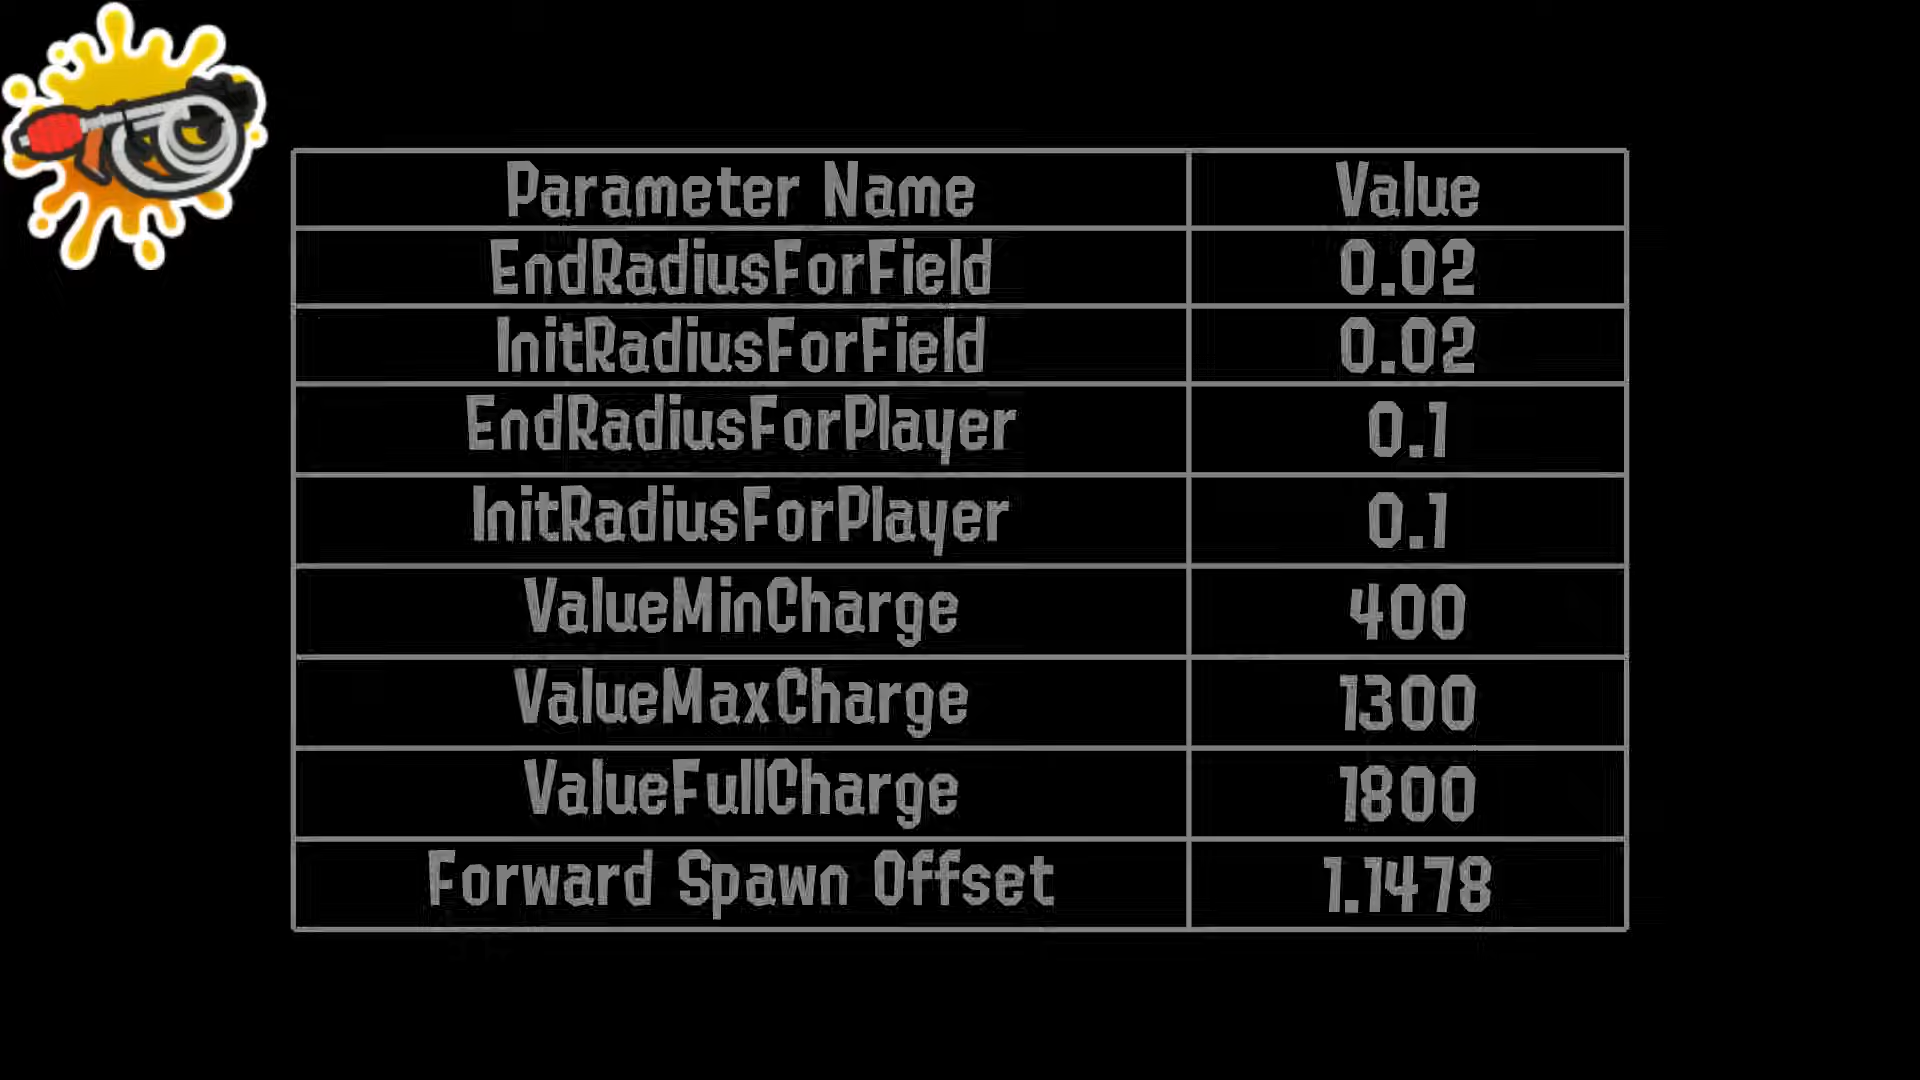 Parameter Name Value
EndRadiusForField 0.02
InitRadiusForField 0.02
EndRadiusForPlayer 0.1
InitRadiusForPlayer 0.1
ValueMinCharge 400
ValueMaxCharge 1300
ValueFullCharge 1800
Forward Spawn Offset 1.1478